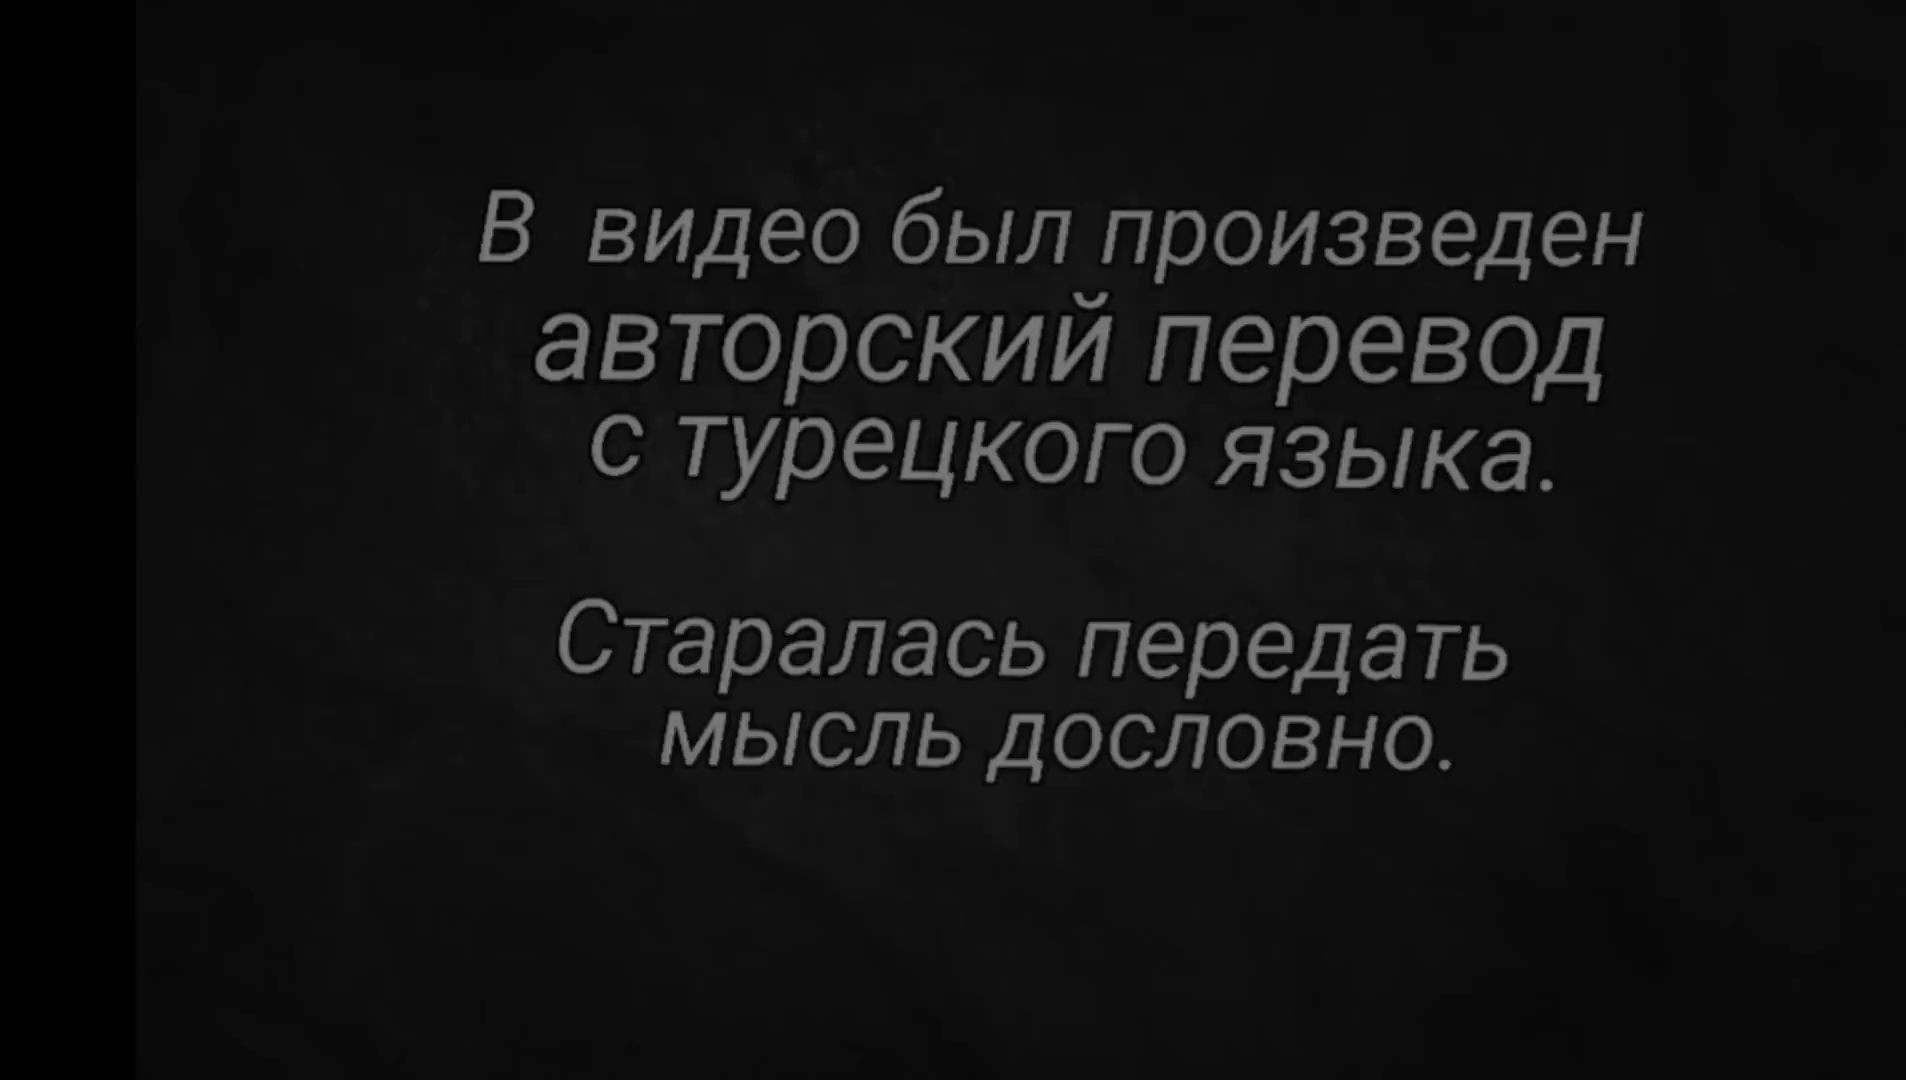 В видео был произведен
авторский перевод
с турецкого языка.
Старалась передать
мысль дословно.